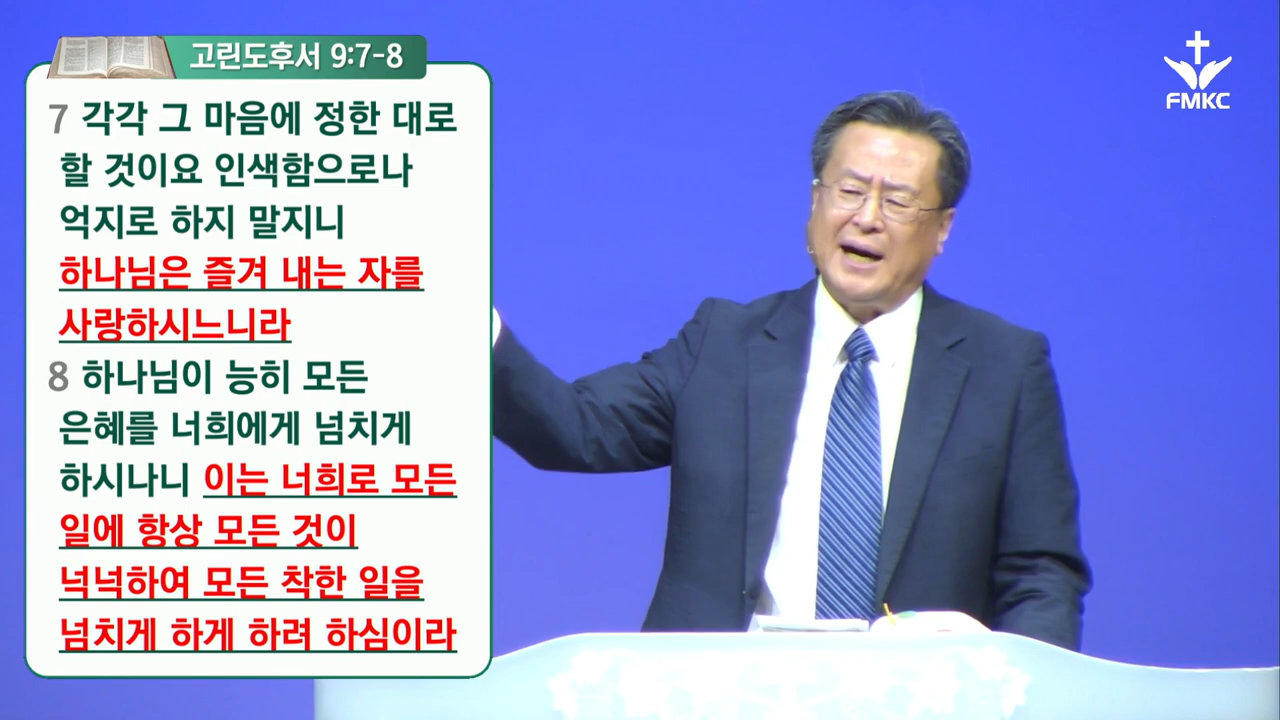 고린도후서 9:7-8
7 각각 그 마음에 정한 대로
할 것이요 인색함으로나
억지로 하지 말지니
하나님은 즐겨 내는 자를
사랑하시느니라
8 하나님이 능히 모든
은혜를 너희에게 넘치게
하시나니 이는 너희로 모든
일에 항상 모든 것이
넉넉하여 모든 착한 일을
넘치게 하게 하려 하심이라
FMKC